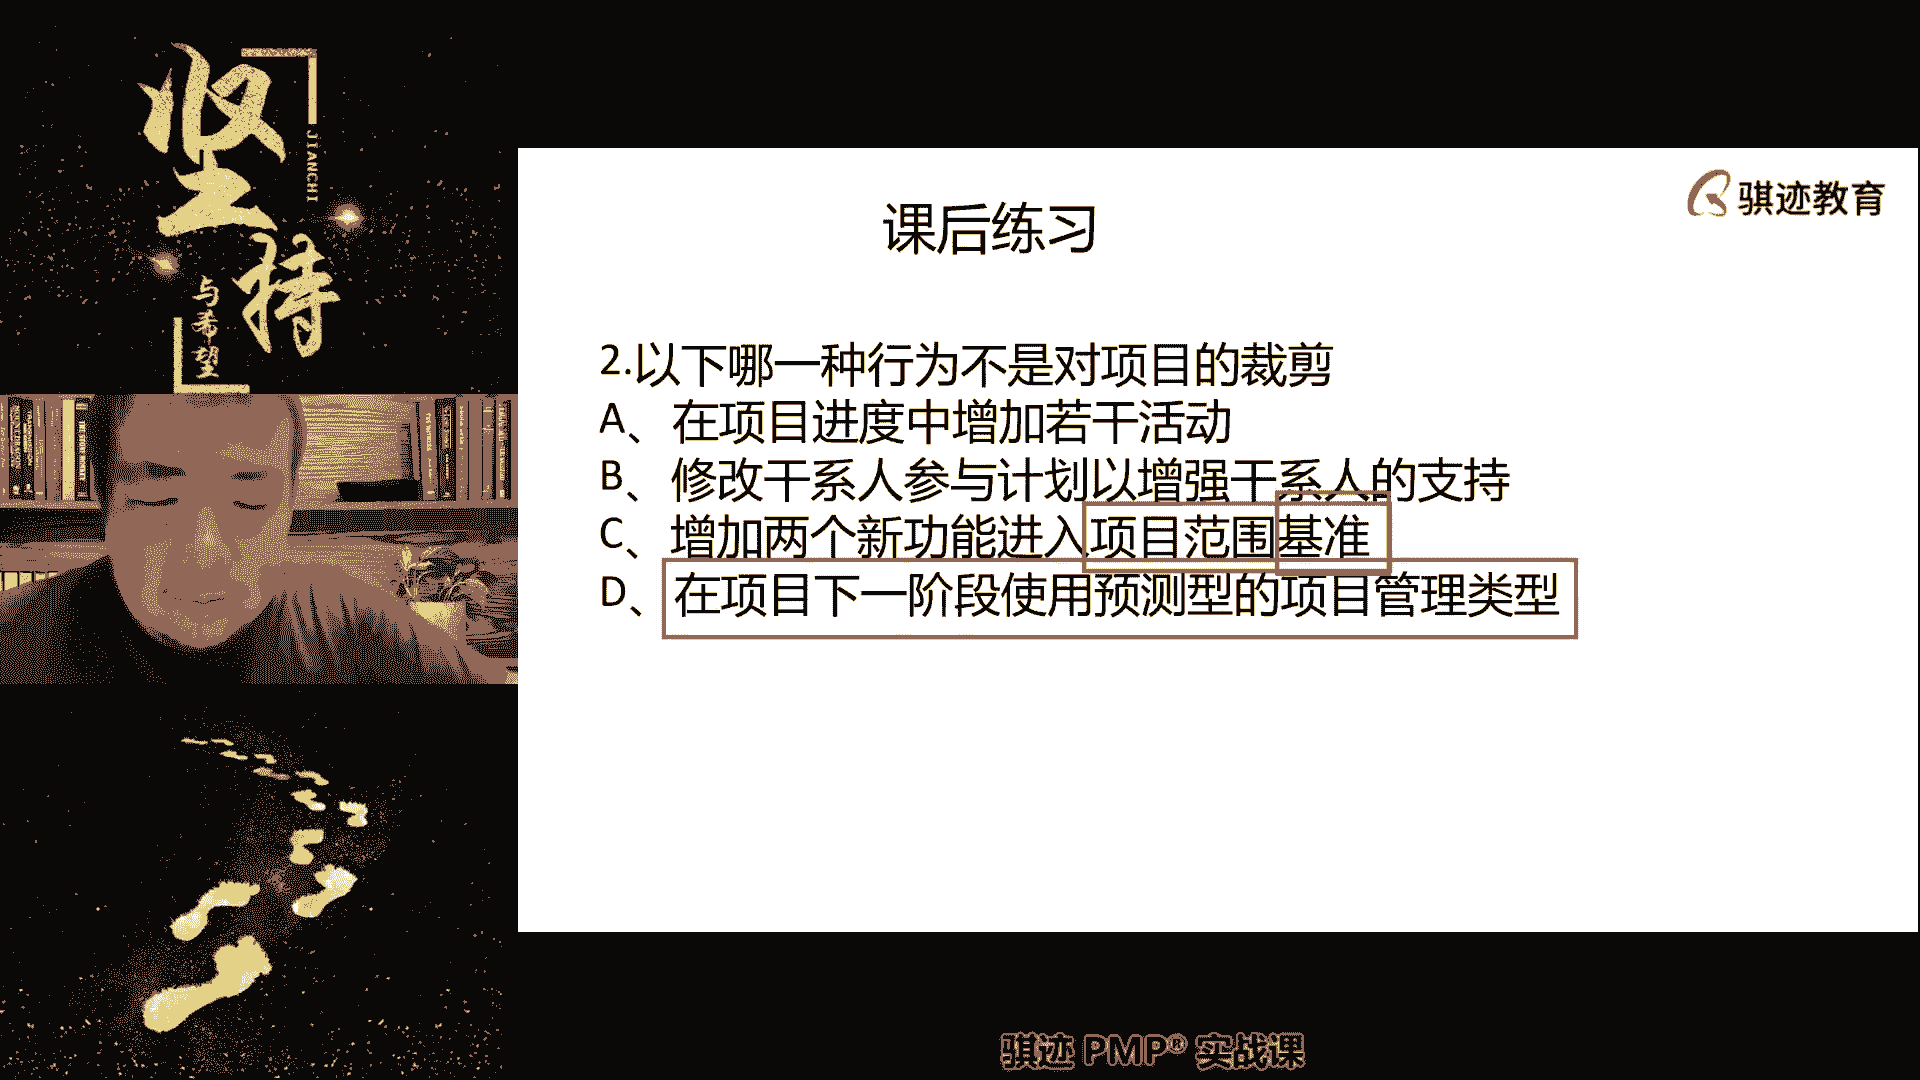 坚持
JIANCHI
与希望
骐迹教育
课后练习
2.以下哪一种行为不是对项目的裁剪
A、在项目进度中增加若干活动
B、修改干系人参与计划以增强干系人的支持
C、增加两个新功能进入项目范围基准
D、在项目下一阶段使用预测型的项目管理类型
骐迹 PMP® 实战课